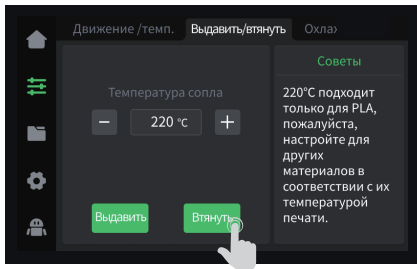 Движение /темп. Выдавить/втянуть Охла
Советы
Температура сопла
220 °C
220℃ подходит
только для PLA,
пожалуйста,
настройте для
других
материалов в
соответствии с их
температурой
печати.
Выдавить Втянуть